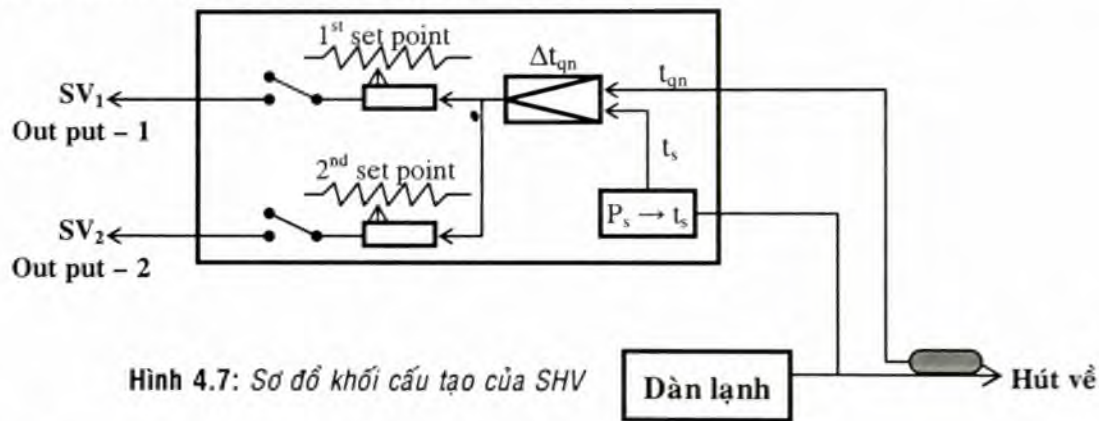 1st set point
Δtqn
tqn
SV1
Out put – 1
ts
2nd set point
Ps → ts
SV2
Out put – 2
Hình 4.7: Sơ đồ khối cấu tạo của SHV
Dàn lạnh
Hút về